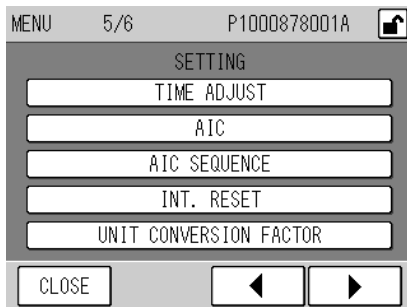 MENU 5/6 P1000878001A
SETTING
TIME ADJUST
AIC
AIC SEQUENCE
INT. RESET
UNIT CONVERSION FACTOR
CLOSE